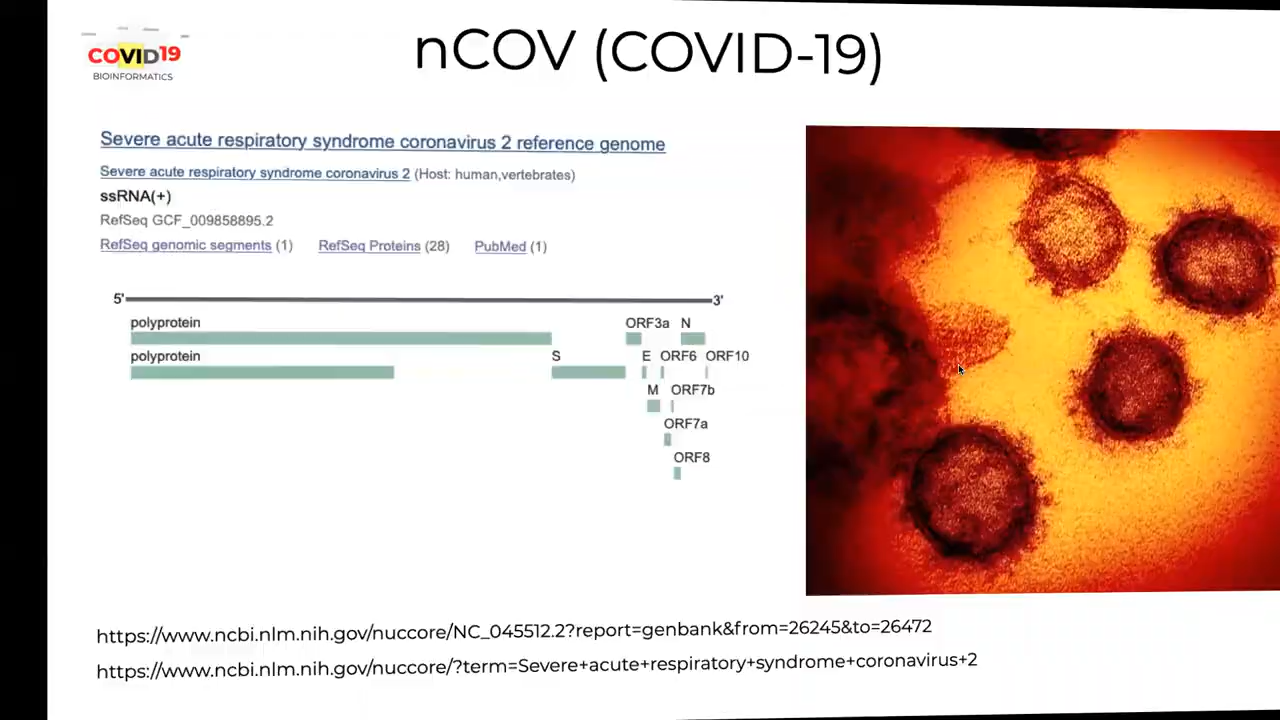 nCOV (COVID-19)
COVID19
BIOINFORMATICS
Severe acute respiratory syndrome coronavirus 2 reference genome
Severe acute respiratory syndrome coronavirus 2 (Host: human,vertebrates)
ssRNA(+)
RefSeq GCF_009858895.2
RefSeq genomic segments (1) RefSeq Proteins (28) PubMed (1)
5' 3'
polyprotein ORF3a N
polyprotein S E ORF6 ORF10
M ORF7b
ORF7a
ORF8
https://www.ncbi.nlm.nih.gov/nuccore/NC_045512.2?report=genbank&from=26245&to=26472
https://www.ncbi.nlm.nih.gov/nuccore/?term=Severe+acute+respiratory+syndrome+coronavirus+2